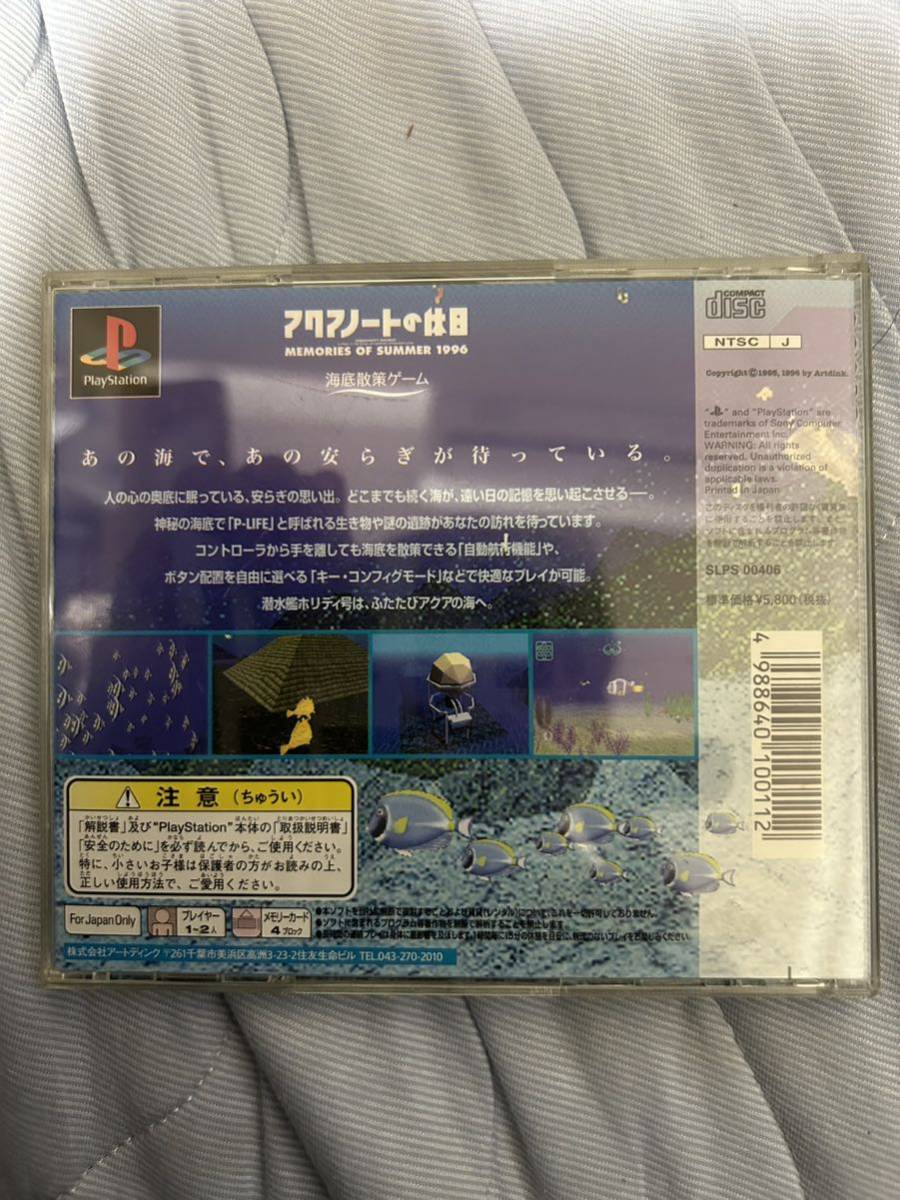 PlayStation
アクアノートの休日
MEMORIES OF SUMMER 1996
海底散策ゲーム
あの海で、あの安らぎが待っている。
人の心の奥底に眠っている、安らぎの思い出。どこまでも続く海が、遠い日の記憶を思い起こさせる──。
神秘の海底で「P-LIFE」と呼ばれる生き物や謎の遺跡があなたの訪れを待っています。
コントローラから手を離しても海底を散策できる「自動航行機能」や、
ボタン配置を自由に選べる「キー・コンフィグモード」などで快適なプレイが可能。
潜水艦ホリディ号は、ふたたびアクアの海へ。
COMPACT
disc
NTSC J
Copyright©1995, 1996 by Artdink.
"PS" and "PlayStation" are
trademarks of Sony Computer
Entertainment Inc.
WARNING: All rights
reserved. Unauthorized
duplication is a violation of
applicable laws.
Printed in Japan
SLPS 00406
標準価格¥5,800(税抜)
4 988640 100112
注意(ちゅうい)
「解説書」及び"PlayStation"本体の「取扱説明書」
「安全のために」を必ず読んでから、ご使用ください。
特に、小さいお子様は保護者の方がお読みの上、
正しい使用方法で、ご愛用ください。
For Japan Only
プレイヤー
1~2人
メモリーカード
4ブロック
株式会社アートディンク 〒261千葉市美浜区高洲3-23-2住友生命ビル TEL.043-270-2010